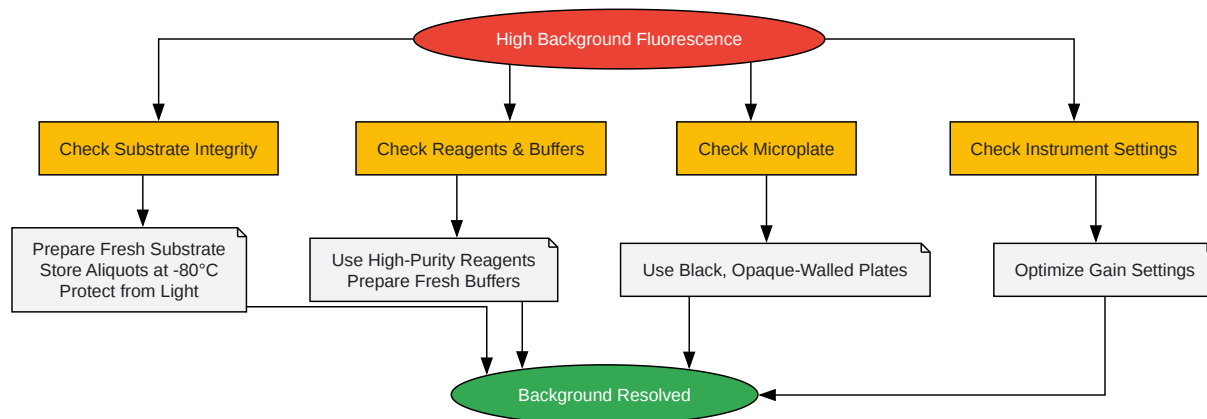 High Background Fluorescence
Check Substrate Integrity
Check Reagents & Buffers
Check Microplate
Check Instrument Settings
Prepare Fresh Substrate
Store Aliquots at -80°C
Protect from Light
Use High-Purity Reagents
Prepare Fresh Buffers
Use Black, Opaque-Walled Plates
Optimize Gain Settings
Background Resolved